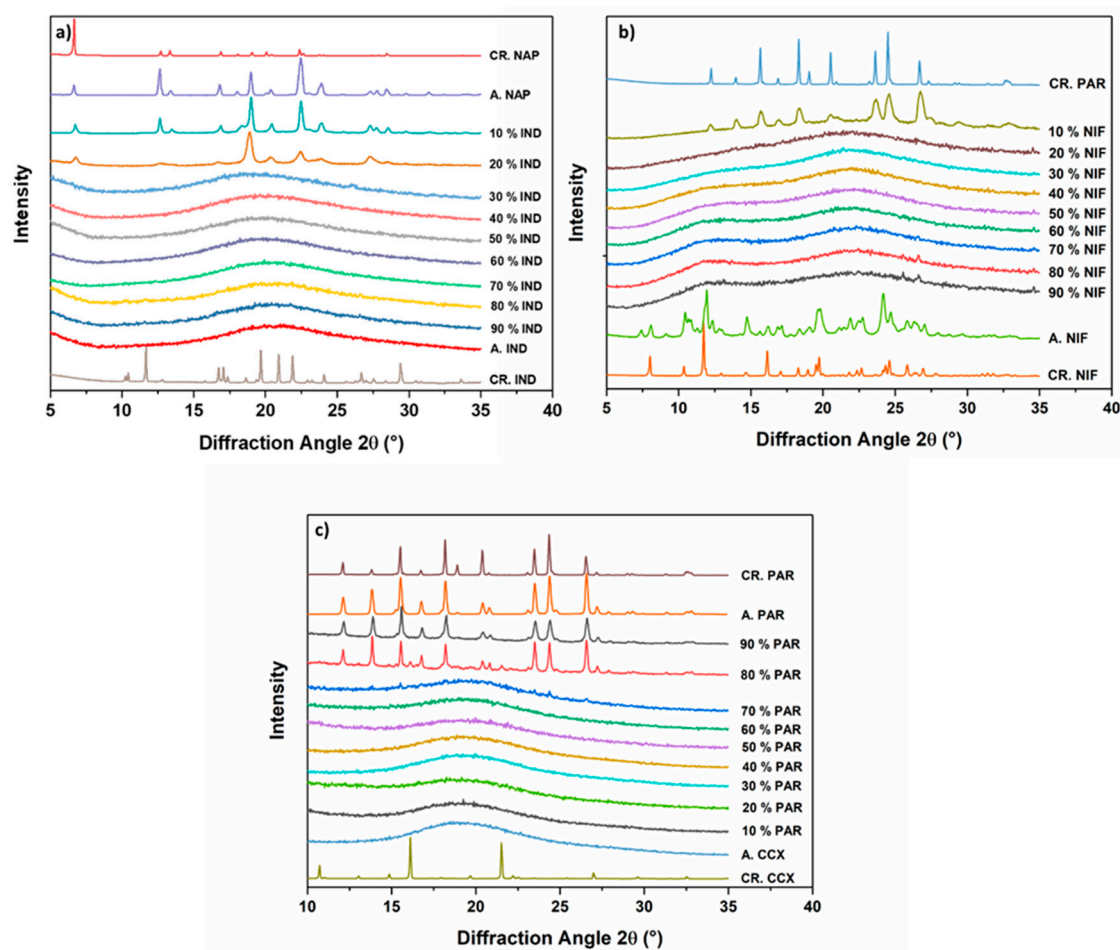 a)
CR. NAP
A. NAP
10 % IND
20 % IND
30 % IND
40 % IND
50 % IND
60 % IND
70 % IND
80 % IND
90 % IND
A. IND
CR. IND
Intensity
5 10 15 20 25 30 35
Diffraction Angle 2θ (°)
b)
CR. PAR
10 % NIF
20 % NIF
30 % NIF
40 % NIF
50 % NIF
60 % NIF
70 % NIF
80 % NIF
90 % NIF
A. NIF
CR. NIF
Intensity
5 10 15 20 25 30 35 40
Diffraction Angle 2θ (°)
c)
CR. PAR
A. PAR
90 % PAR
80 % PAR
70 % PAR
60 % PAR
50 % PAR
40 % PAR
30 % PAR
20 % PAR
10 % PAR
A. CCX
CR. CCX
Intensity
10 15 20 25 30 35 40
Diffraction Angle 2θ (°)